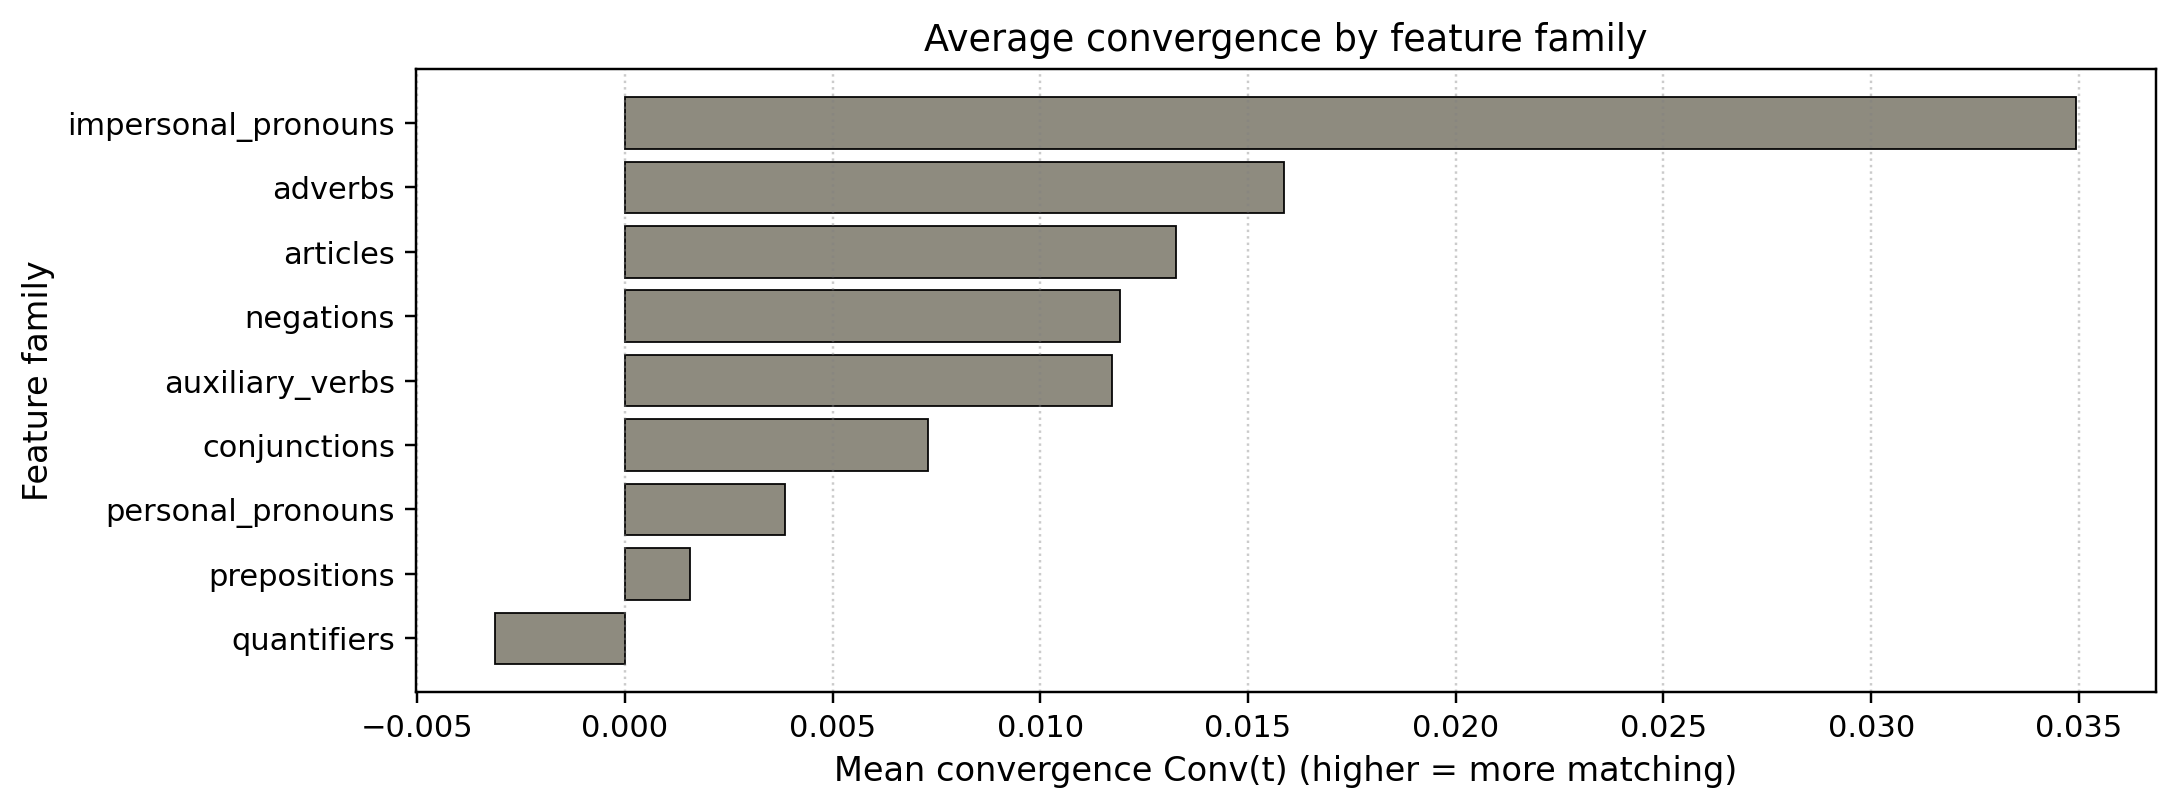 Average convergence by feature family
Feature family
impersonal_pronouns
adverbs
articles
negations
auxiliary_verbs
conjunctions
personal_pronouns
prepositions
quantifiers
−0.005 0.000 0.005 0.010 0.015 0.020 0.025 0.030 0.035
Mean convergence Conv(t) (higher = more matching)